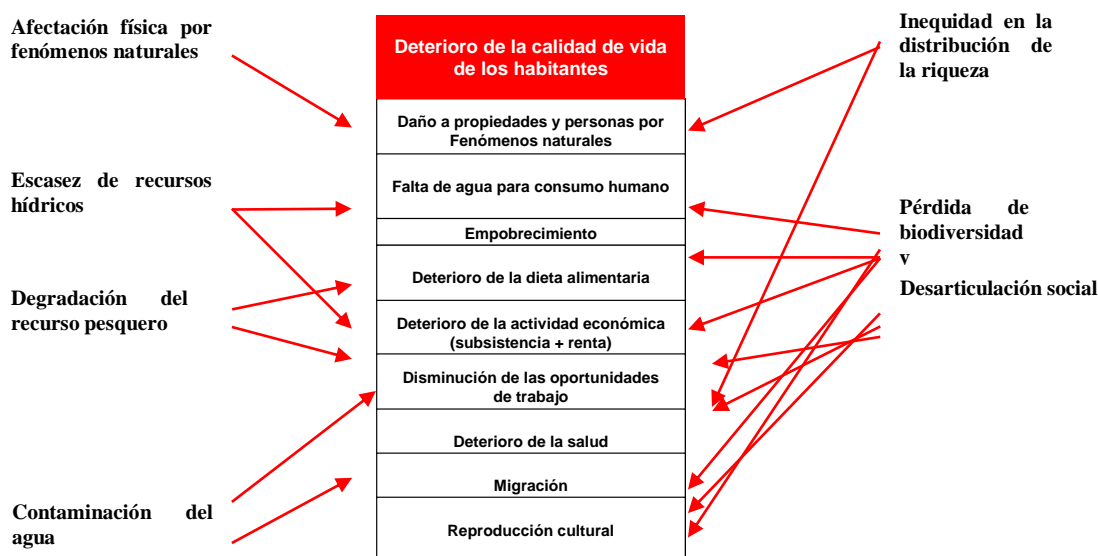 Afectación física por
fenómenos naturales
Escasez de recursos
hídricos
Degradación del
recurso pesquero
Contaminación del
agua
Deterioro de la calidad de vida
de los habitantes
Daño a propiedades y personas por
Fenómenos naturales
Falta de agua para consumo humano
Empobrecimiento
Deterioro de la dieta alimentaria
Deterioro de la actividad económica
(subsistencia + renta)
Disminución de las oportunidades
de trabajo
Deterioro de la salud
Migración
Reproducción cultural
Inequidad en la
distribución de
la riqueza
Pérdida de
biodiversidad
v
Desarticulación social